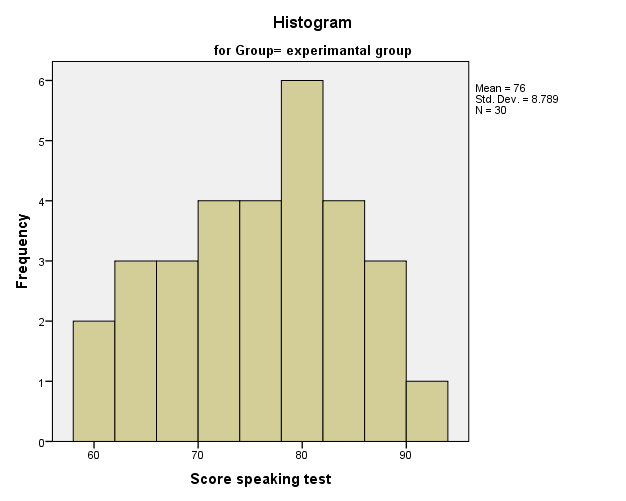 Histogram
for Group= experimantal group
Mean = 76
Std. Dev. = 8.789
N = 30
6
5
4
3
2
1
0
Frequency
60 70 80 90
Score speaking test